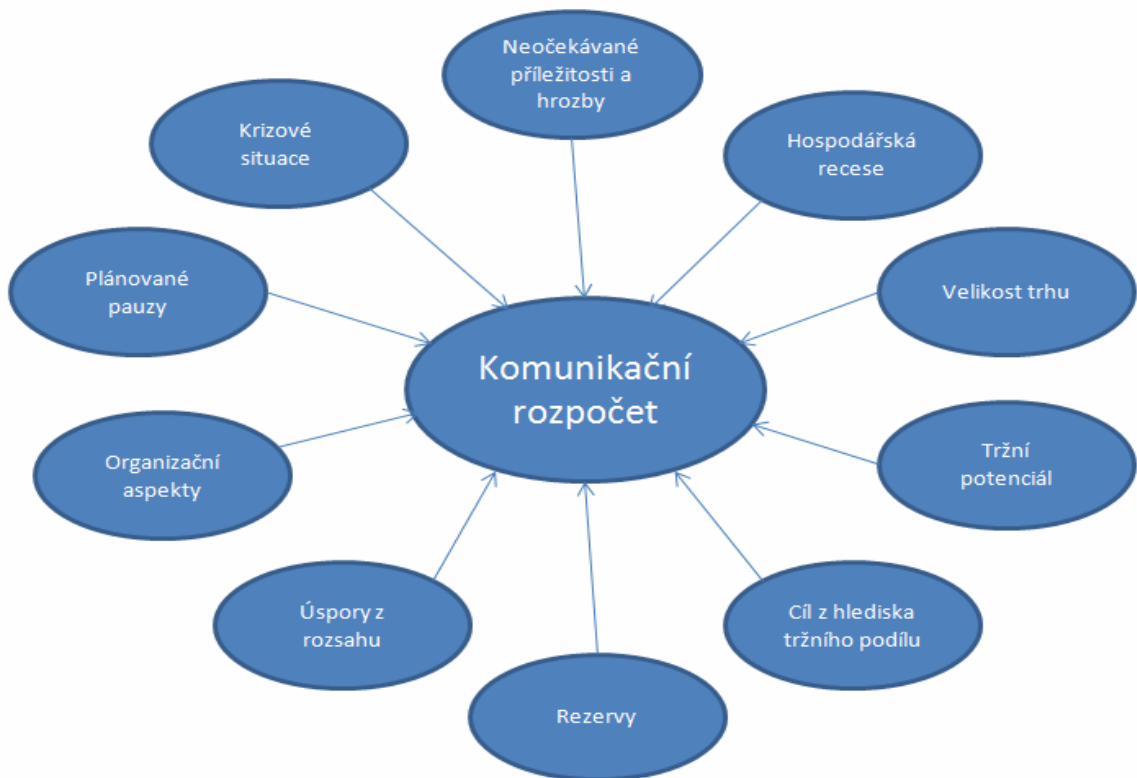 Neočekávané
příležitosti a
hrozby
Krizové
situace
Hospodářská
recese
Plánované
pauzy
Velikost trhu
Komunikační
rozpočet
Organizační
aspekty
Tržní
potenciál
Úspory z
rozsahu
Cíl z hlediska
tržního podílu
Rezervy